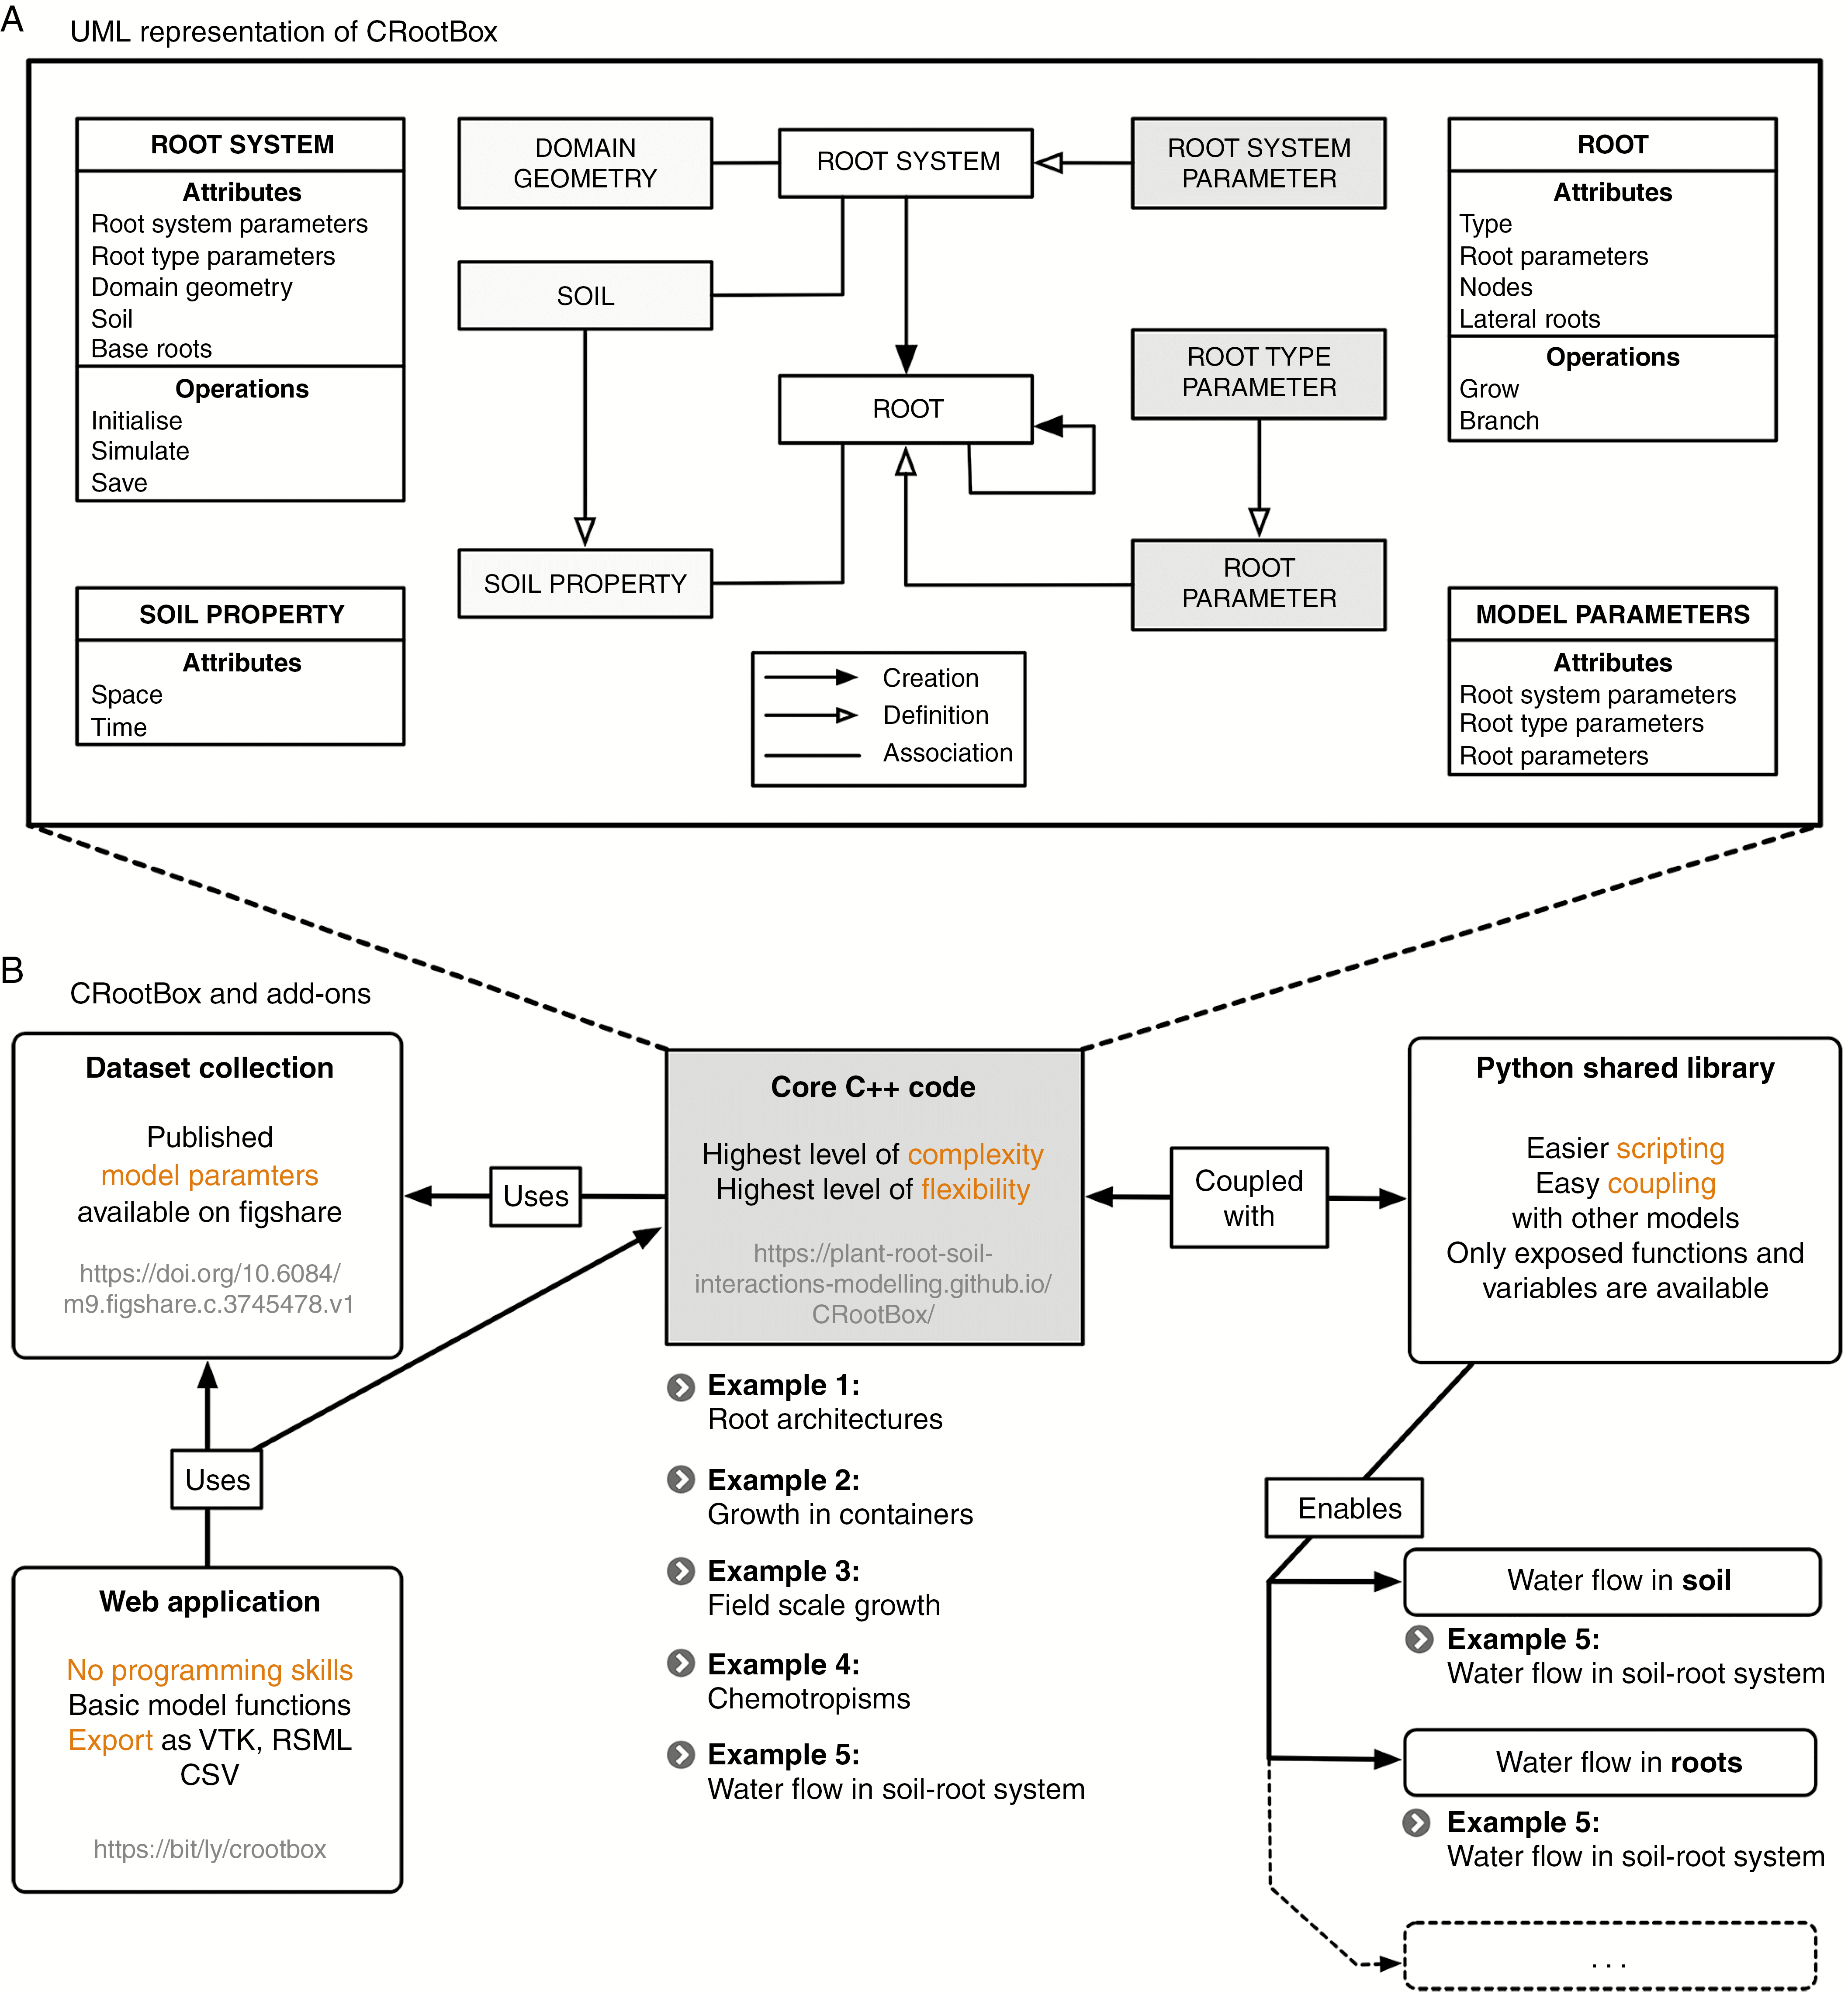 A
UML representation of CRootBox
ROOT SYSTEM
Attributes
Root system parameters
Root type parameters
Domain geometry
Soil
Base roots
Operations
Initialise
Simulate
Save
SOIL PROPERTY
Attributes
Space
Time
DOMAIN
GEOMETRY
SOIL
SOIL PROPERTY
ROOT SYSTEM
ROOT
ROOT SYSTEM
PARAMETER
ROOT TYPE
PARAMETER
ROOT
PARAMETER
Creation
Definition
Association
ROOT
Attributes
Type
Root parameters
Nodes
Lateral roots
Operations
Grow
Branch
MODEL PARAMETERS
Attributes
Root system parameters
Root type parameters
Root parameters
B
CRootBox and add-ons
Dataset collection
Published
model paramters
available on figshare
https://doi.org/10.6084/
m9.figshare.c.3745478.v1
Uses
Uses
Web application
No programming skills
Basic model functions
Export as VTK, RSML
CSV
https://bit/ly/crootbox
Core C++ code
Highest level of complexity
Highest level of flexibility
https://plant-root-soil-
interactions-modelling.github.io/
CRootBox/
Example 1:
Root architectures
Example 2:
Growth in containers
Example 3:
Field scale growth
Example 4:
Chemotropisms
Example 5:
Water flow in soil-root system
Coupled
with
Python shared library
Easier scripting
Easy coupling
with other models
Only exposed functions and
variables are available
Enables
Water flow in soil
Example 5:
Water flow in soil-root system
Water flow in roots
Example 5:
Water flow in soil-root system
. . .